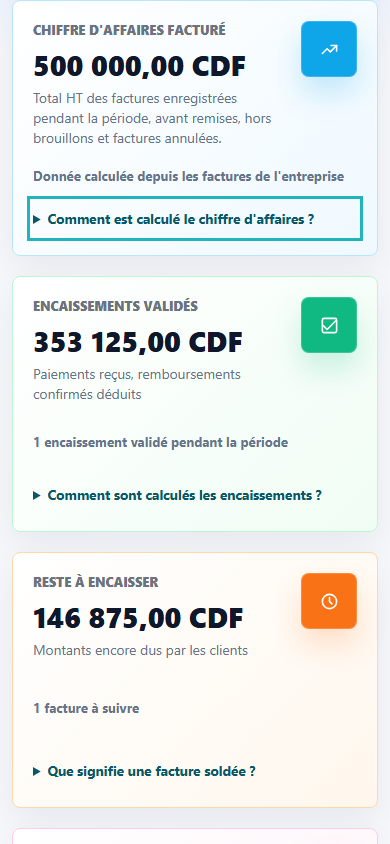 CHIFFRE D'AFFAIRES FACTURÉ
500 000,00 CDF
Total HT des factures enregistrées
pendant la période, avant remises, hors
brouillons et factures annulées.
Donnée calculée depuis les factures de l'entreprise
Comment est calculé le chiffre d'affaires ?
ENCAISSEMENTS VALIDÉS
353 125,00 CDF
Paiements reçus, remboursements
confirmés déduits
1 encaissement validé pendant la période
Comment sont calculés les encaissements ?
RESTE À ENCAISSER
146 875,00 CDF
Montants encore dus par les clients
1 facture à suivre
Que signifie une facture soldée ?